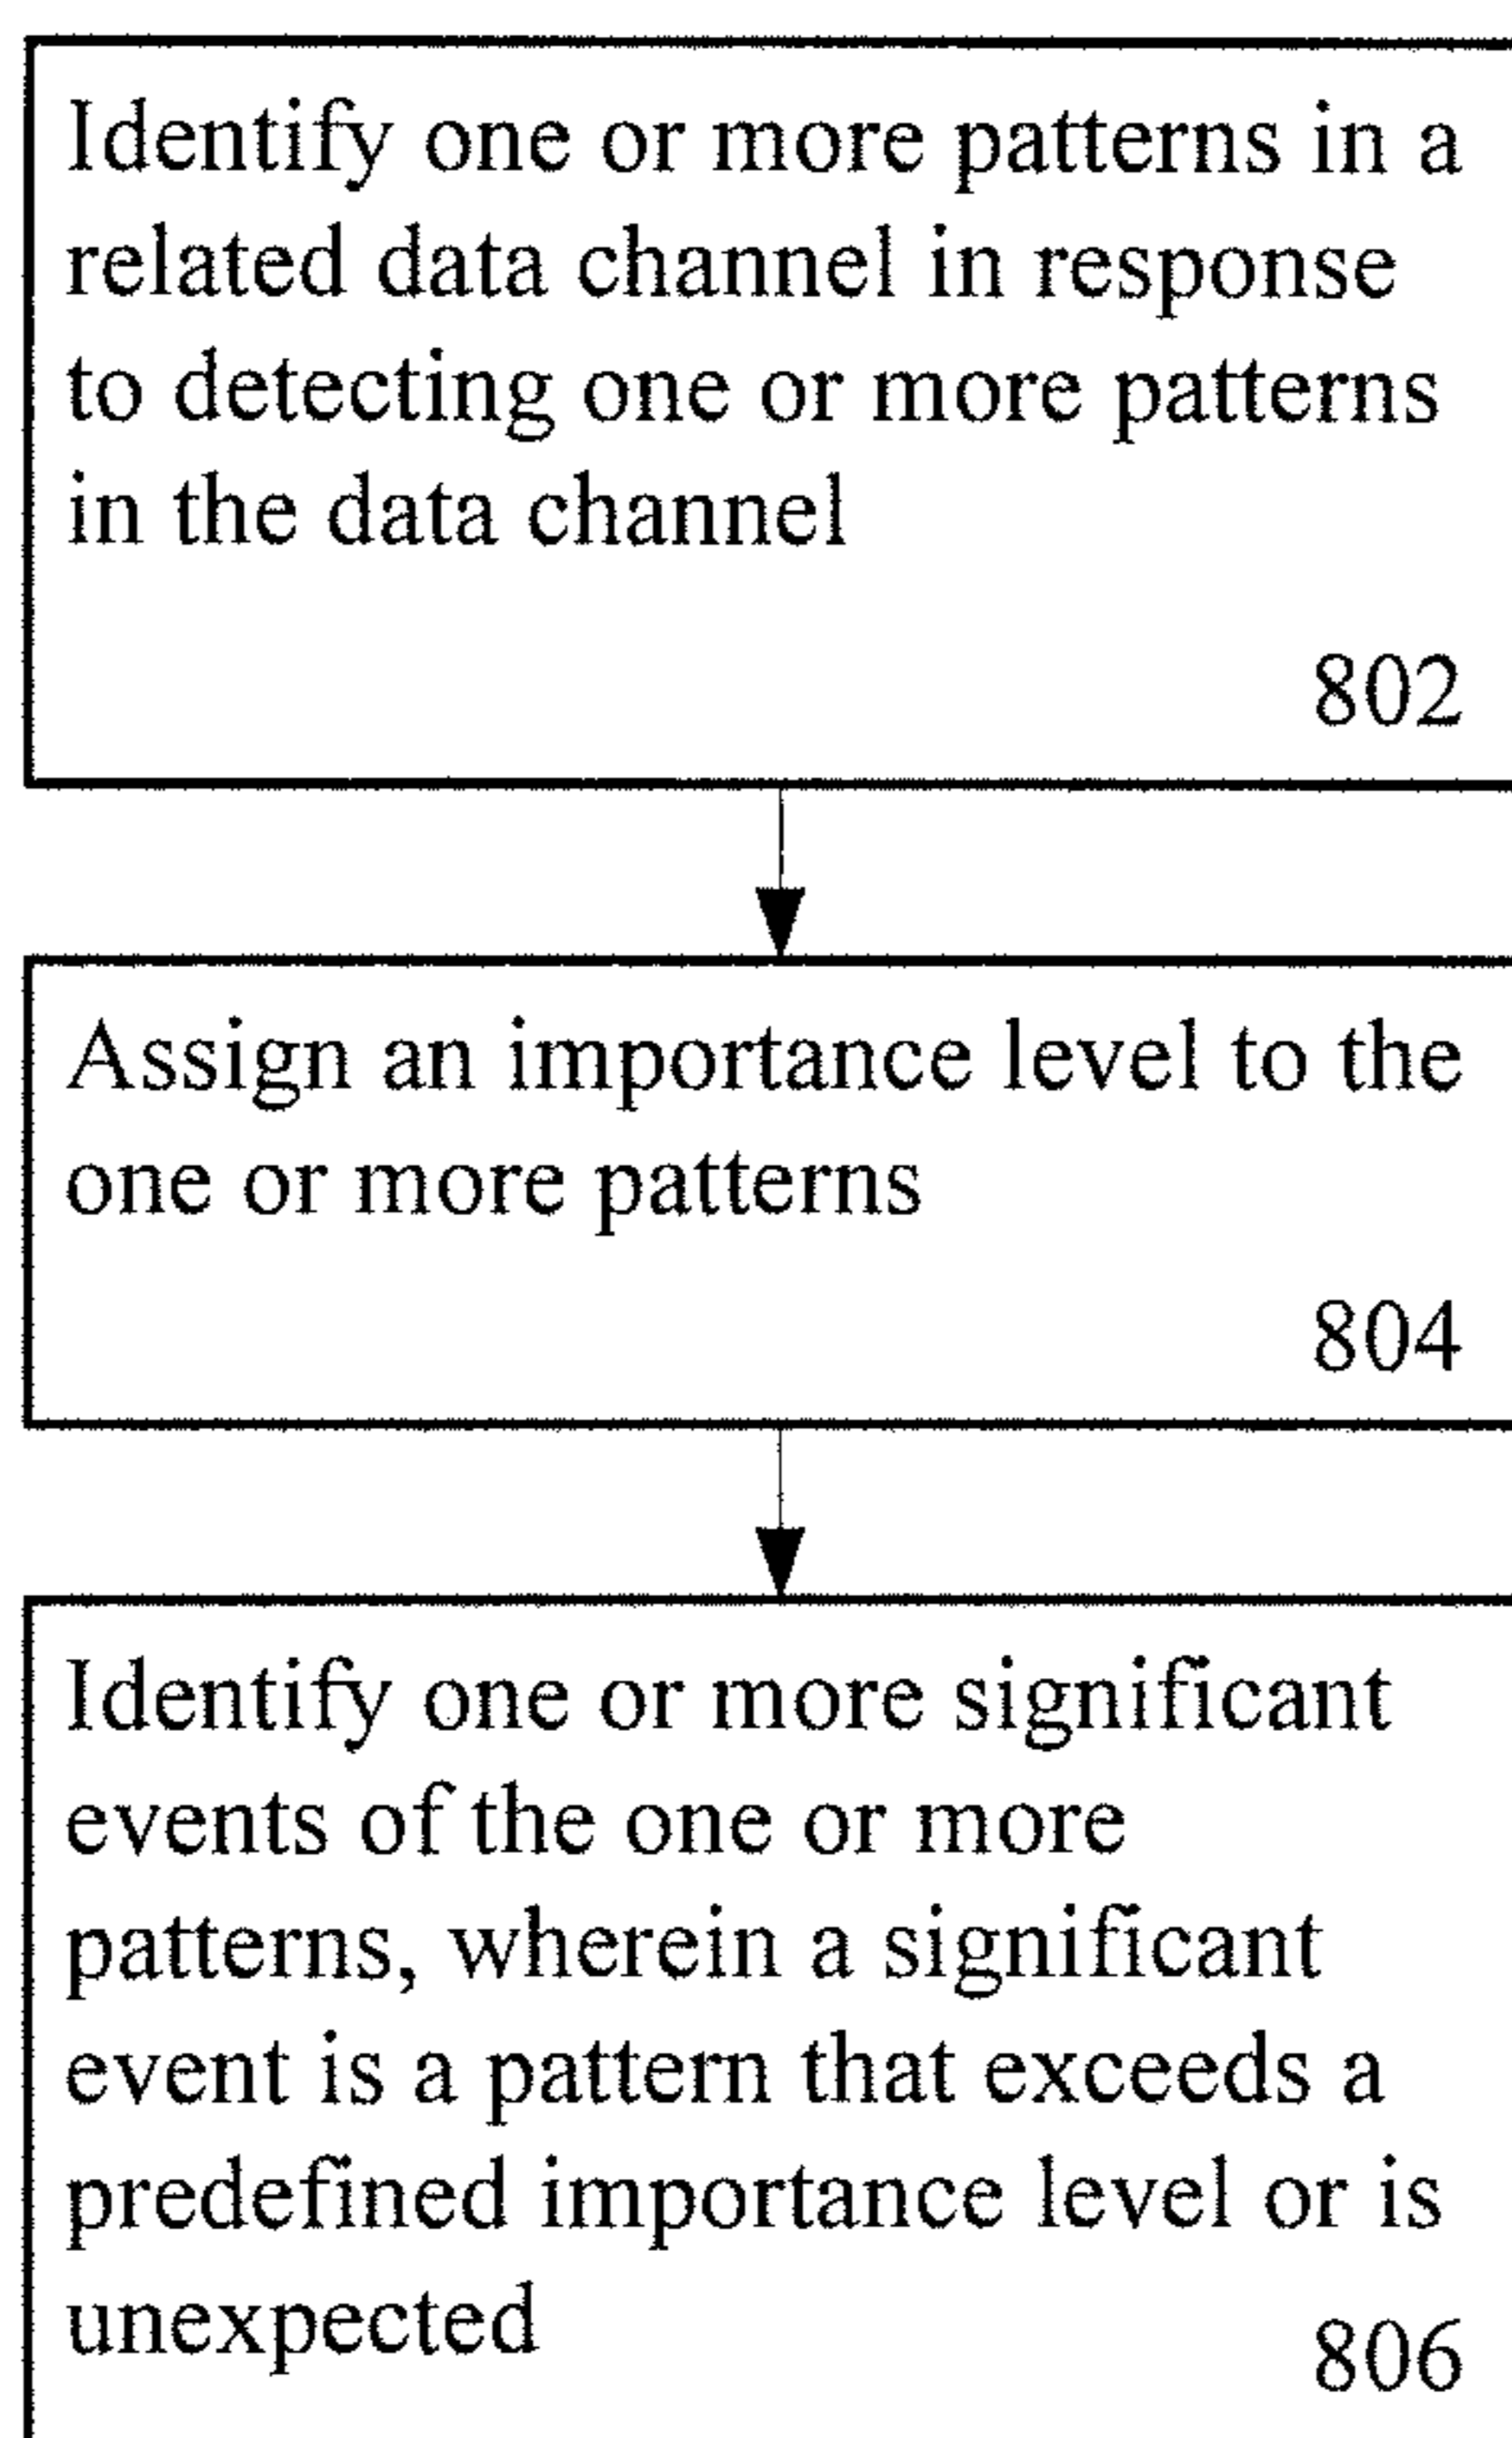 Identify one or more patterns in a
related data channel in response
to detecting one or more patterns
in the data channel
802
Assign an importance level to the
one or more patterns
804
Identify one or more significant
events of the one or more
patterns, wherein a significant
event is a pattern that exceeds a
predefined importance level or is
unexpected
806